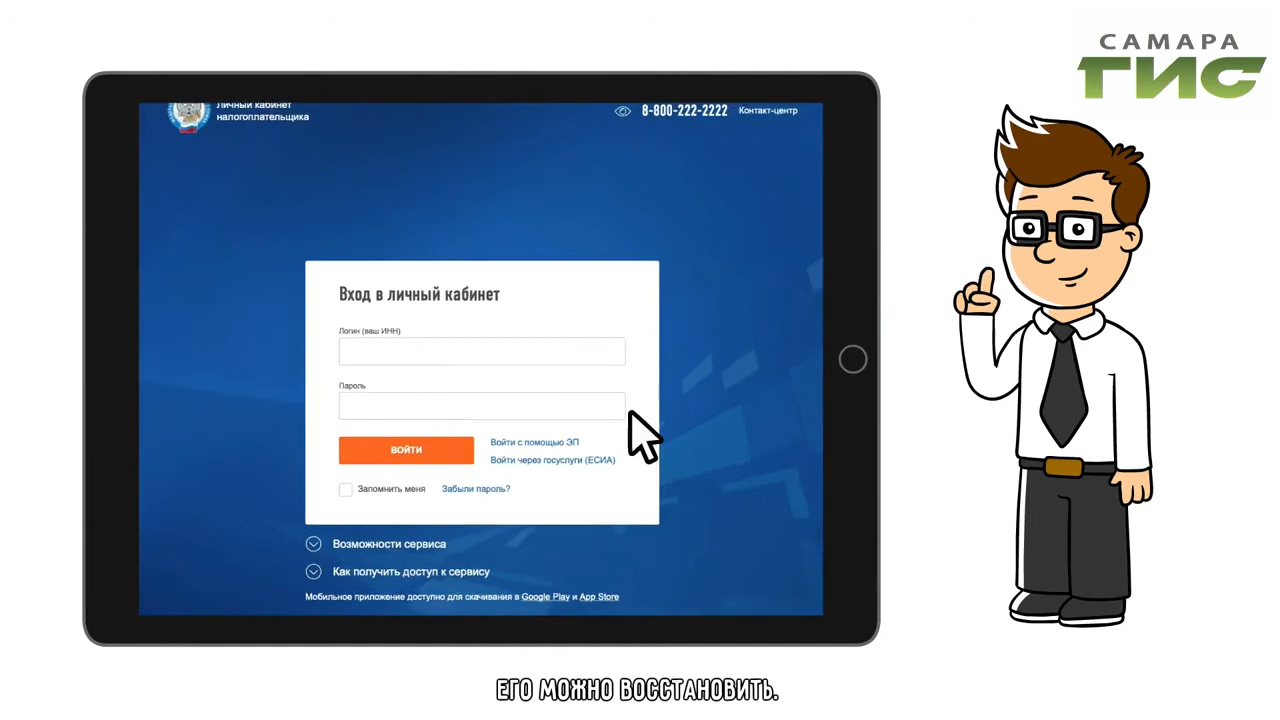 САМАРА
ГИС
Личный кабинет
налогоплательщика
8-800-222-2222
Контакт-центр
Вход в личный кабинет
Логин (ваш ИНН)
Пароль
ВОЙТИ
Войти с помощью ЭП
Войти через госуслуги (ЕСИА)
Запомнить меня
Забыли пароль?
Возможности сервиса
Как получить доступ к сервису
Мобильное приложение доступно для скачивания в Google Play и App Store
ЕГО МОЖНО ВОССТАНОВИТЬ.